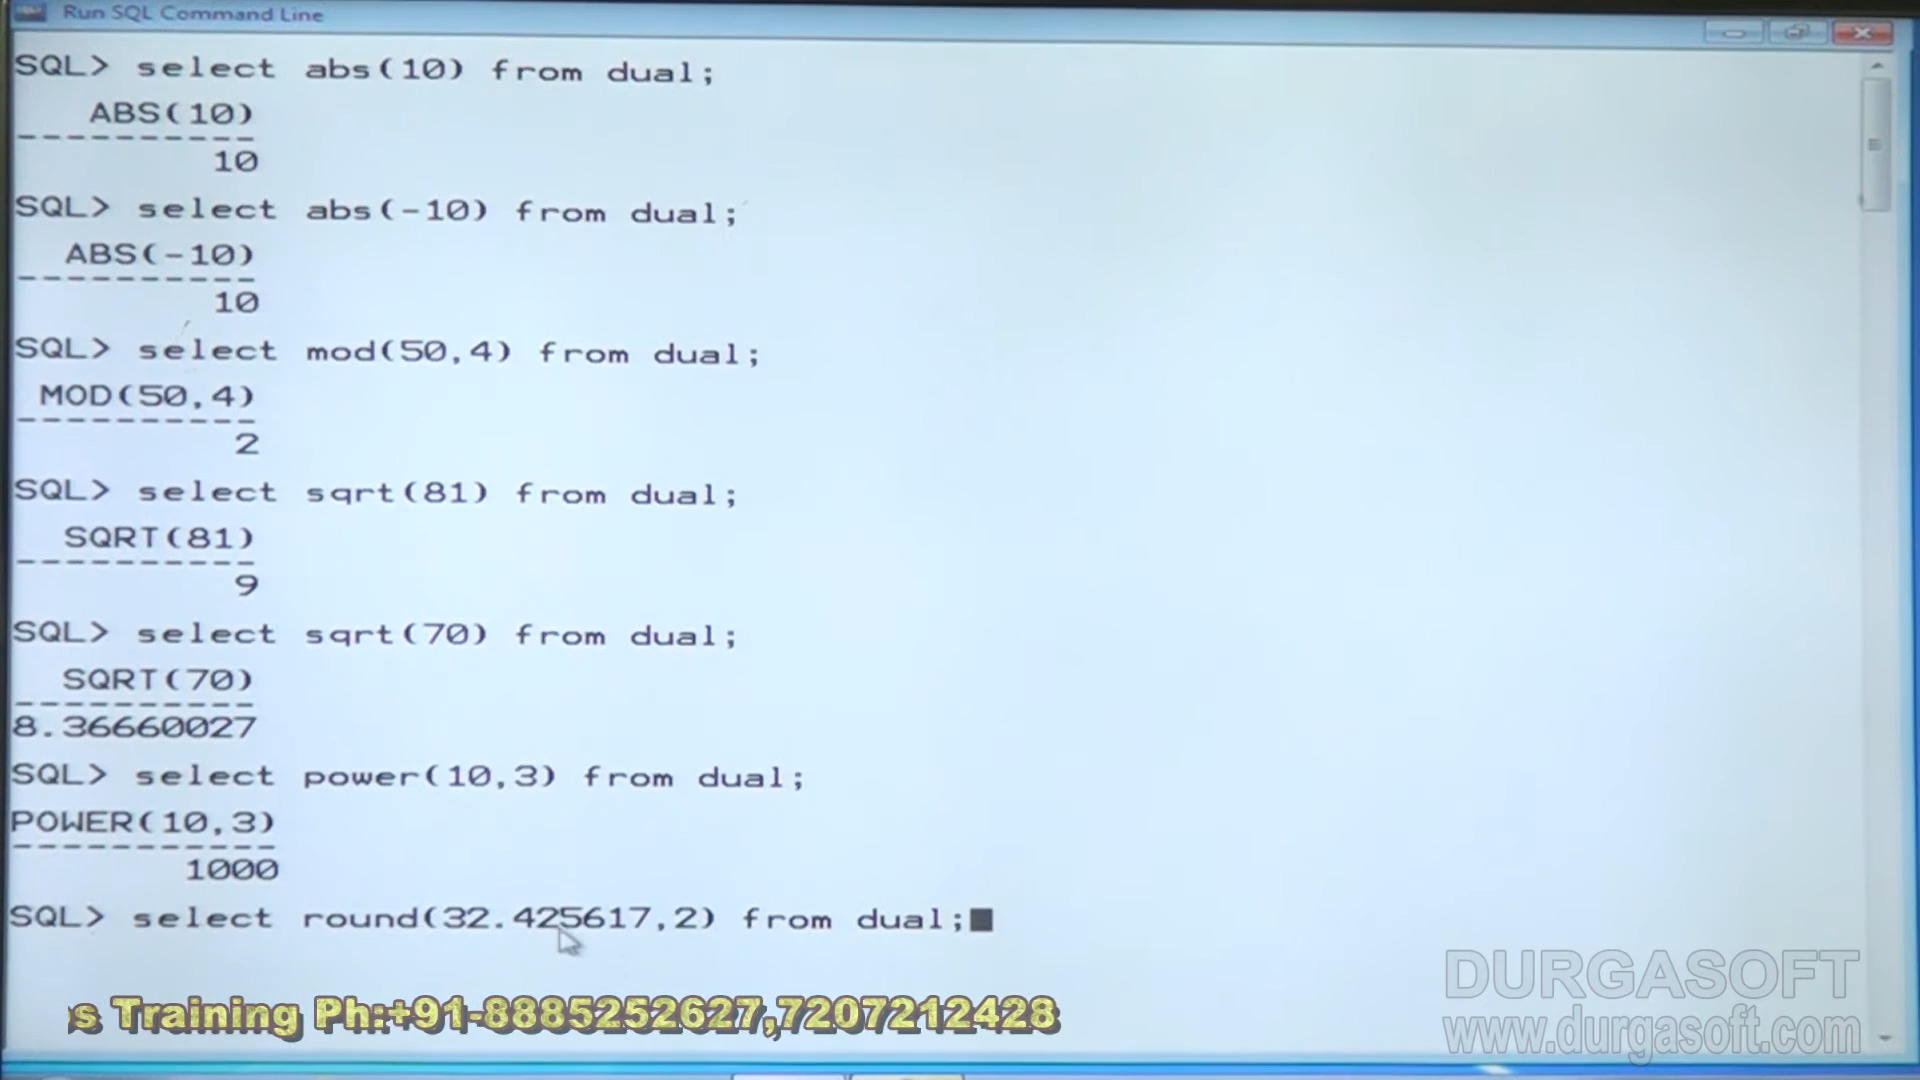 Run SQL Command Line
SQL> select abs(10) from dual;
ABS(10)
----------
10
SQL> select abs(-10) from dual;
ABS(-10)
----------
10
SQL> select mod(50,4) from dual;
MOD(50,4)
----------
2
SQL> select sqrt(81) from dual;
SQRT(81)
----------
9
SQL> select sqrt(70) from dual;
SQRT(70)
----------
8.36660027
SQL> select power(10,3) from dual;
POWER(10,3)
-----------
1000
SQL> select round(32.425617,2) from dual;
s Training Ph:+91-8885252627,7207212428
DURGASOFT
www.durgasoft.com